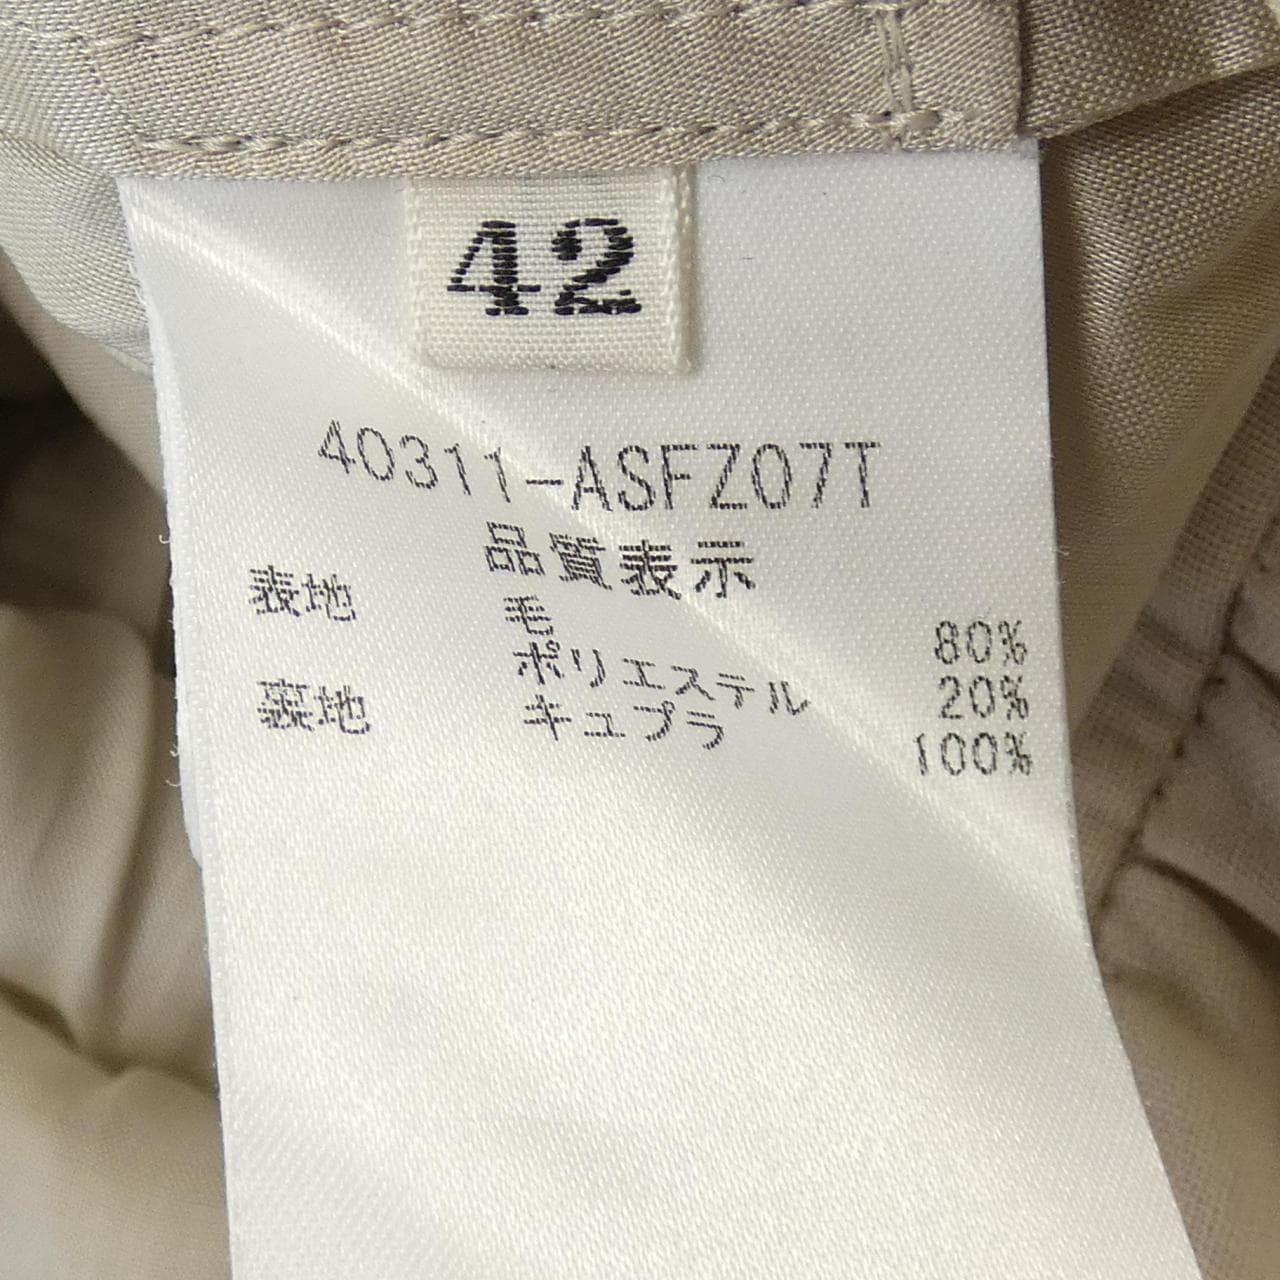 42
40311-ASFZ07T
品質表示
表地 毛 80%
ポリエステル 20%
裏地 キュプラ 100%